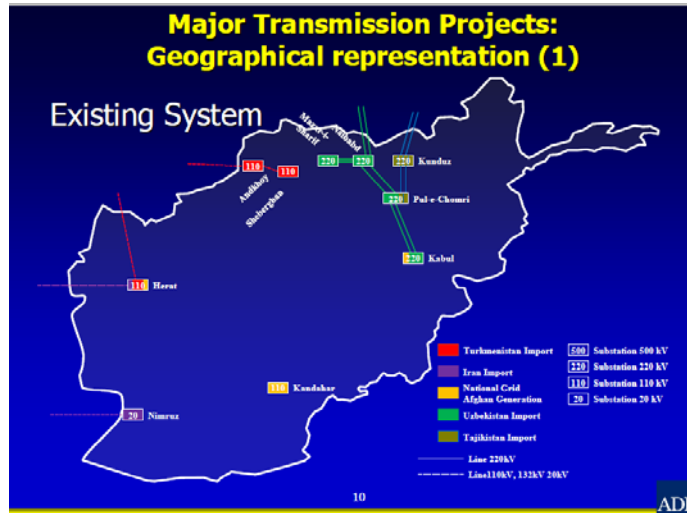 Major Transmission Projects:
Geographical representation (1)
Existing System
Mazar-i-
Sharif
220
220
220
Kunduz
110
110
Andkhoy
Sheberghan
220
Pul-e-Chomri
220
Kabul
110
Herat
110
Kandahar
20
Nimruz
Turkmenistan Import
Iran Import
National Grid
Afghan Generation
Uzbekistan Import
Tajikistan Import
500 Substation 500 kV
220 Substation 220 kV
110 Substation 110 kV
20 Substation 20 kV
Line 220kV
Line110kV, 132kV 20kV
10